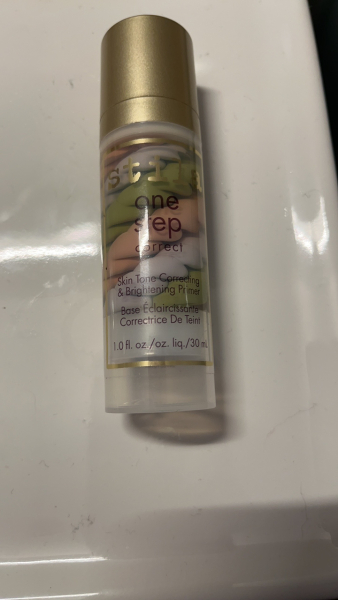 stila
one
step
correct
Skin Tone Correcting
& Brightening Primer
Base Éclaircissante
Correctrice De Teint
1.0 fl. oz /oz. liq./30 m